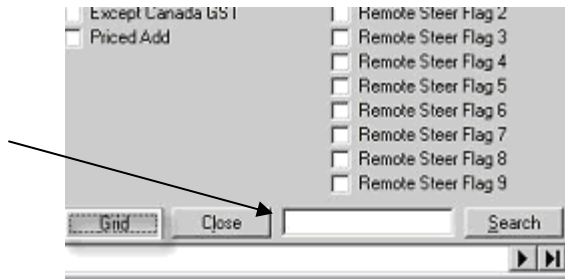 Except Canada GST
Priced Add
Remote Steer Flag 2
Remote Steer Flag 3
Remote Steer Flag 4
Remote Steer Flag 5
Remote Steer Flag 6
Remote Steer Flag 7
Remote Steer Flag 8
Remote Steer Flag 9
Grid Close Search